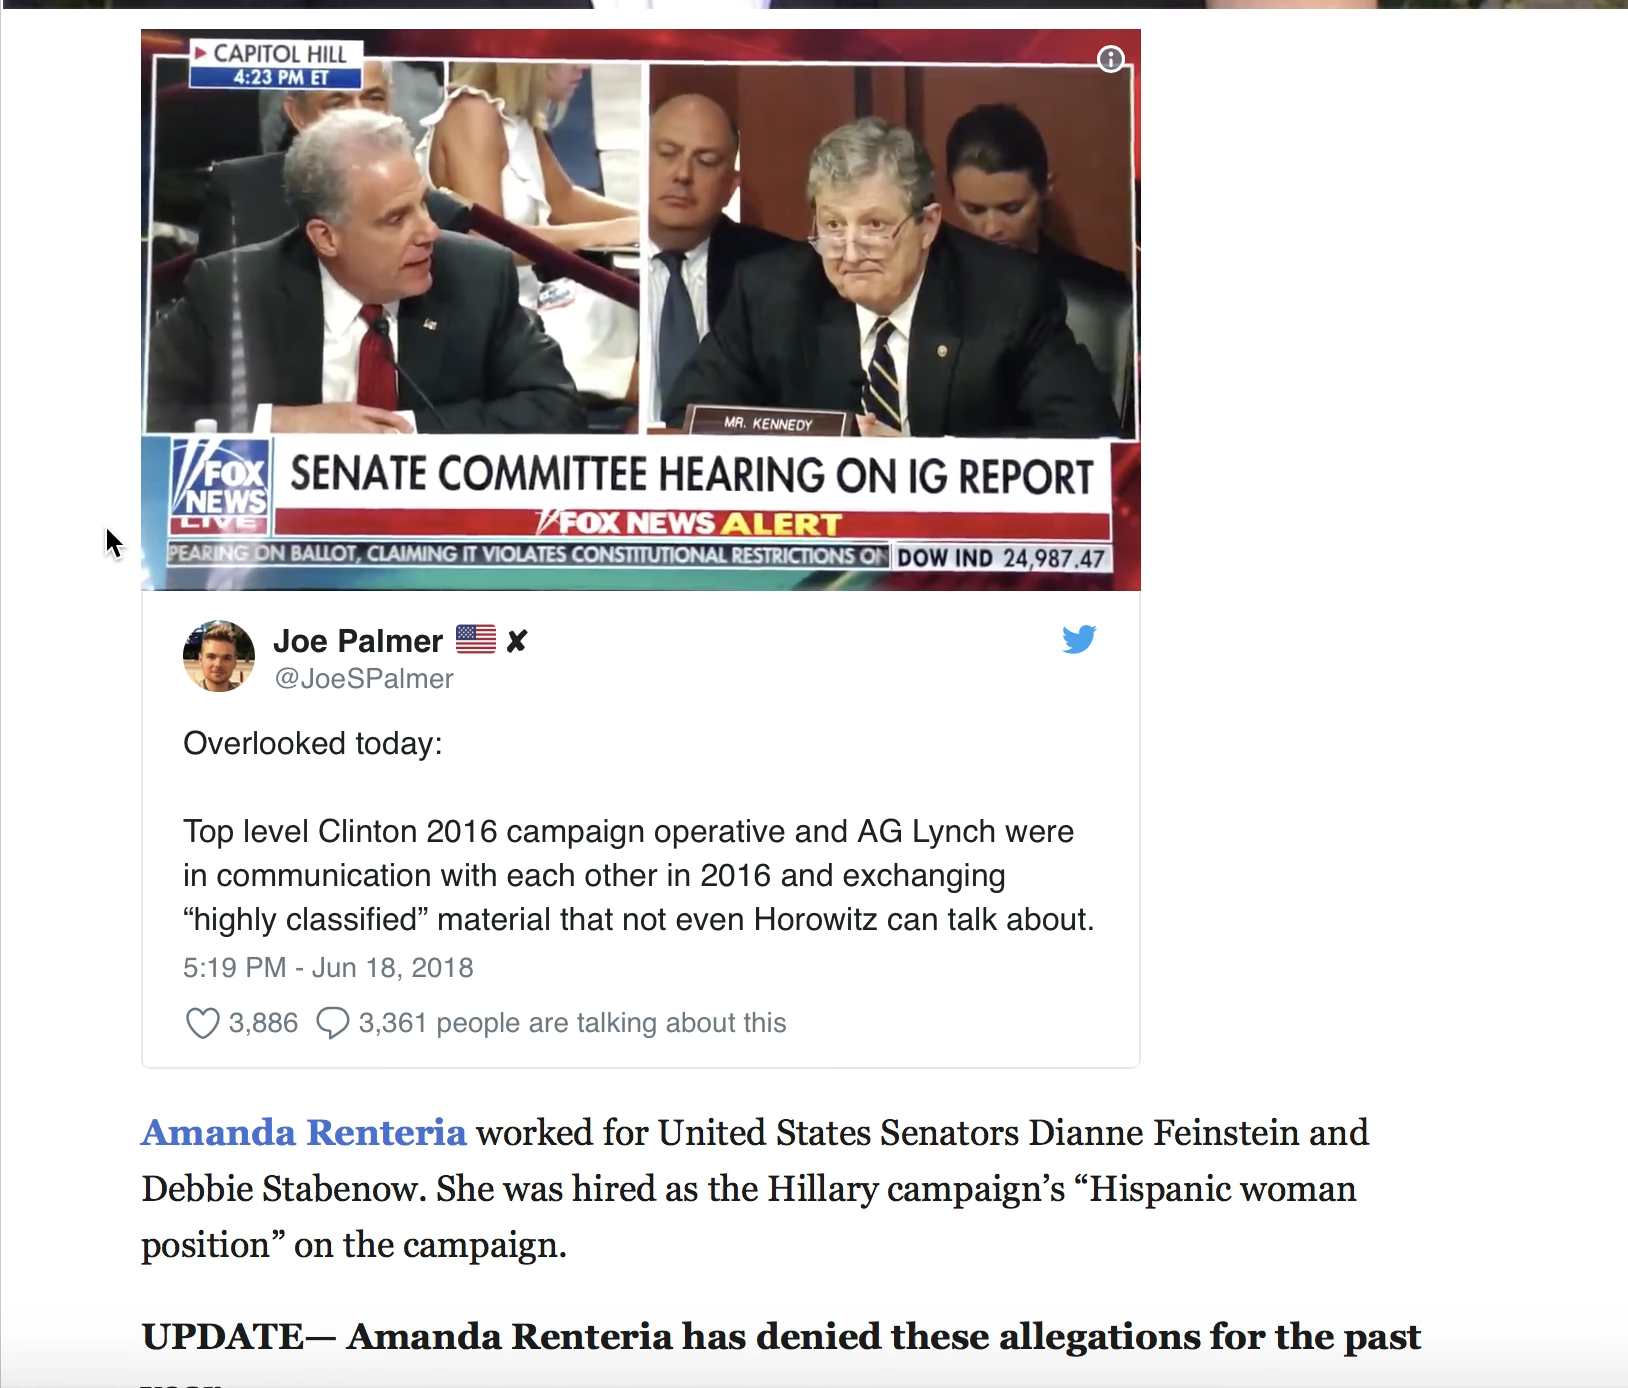 CAPITOL HILL
4:23 PM ET
MR. KENNEDY
FOX
NEWS
LIVE
SENATE COMMITTEE HEARING ON IG REPORT
FOX NEWS ALERT
PEARING ON BALLOT, CLAIMING IT VIOLATES CONSTITUTIONAL RESTRICTIONS ON
DOW IND 24,987.47
Joe Palmer
@JoeSPalmer
Overlooked today:
Top level Clinton 2016 campaign operative and AG Lynch were
in communication with each other in 2016 and exchanging
“highly classified” material that not even Horowitz can talk about.
5:19 PM - Jun 18, 2018
3,886 3,361 people are talking about this
Amanda Renteria worked for United States Senators Dianne Feinstein and
Debbie Stabenow. She was hired as the Hillary campaign’s “Hispanic woman
position” on the campaign.
UPDATE— Amanda Renteria has denied these allegations for the past